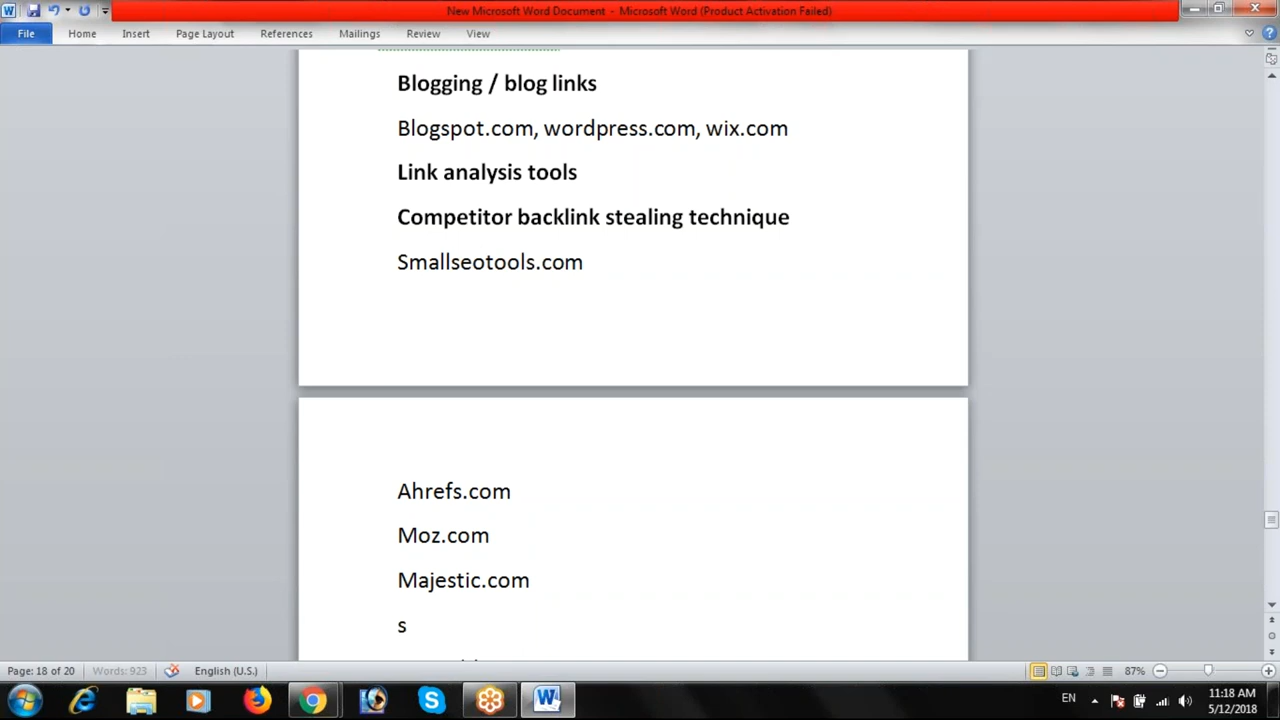 New Microsoft Word Document - Microsoft Word (Product Activation Failed)
File Home Insert Page Layout References Mailings Review View
Blogging / blog links
Blogspot.com, wordpress.com, wix.com
Link analysis tools
Competitor backlink stealing technique
Smallseotools.com
Ahrefs.com
Moz.com
Majestic.com
s
Page: 18 of 20 Words: 923 English (U.S.) 87%
EN 11:18 AM
5/12/2018